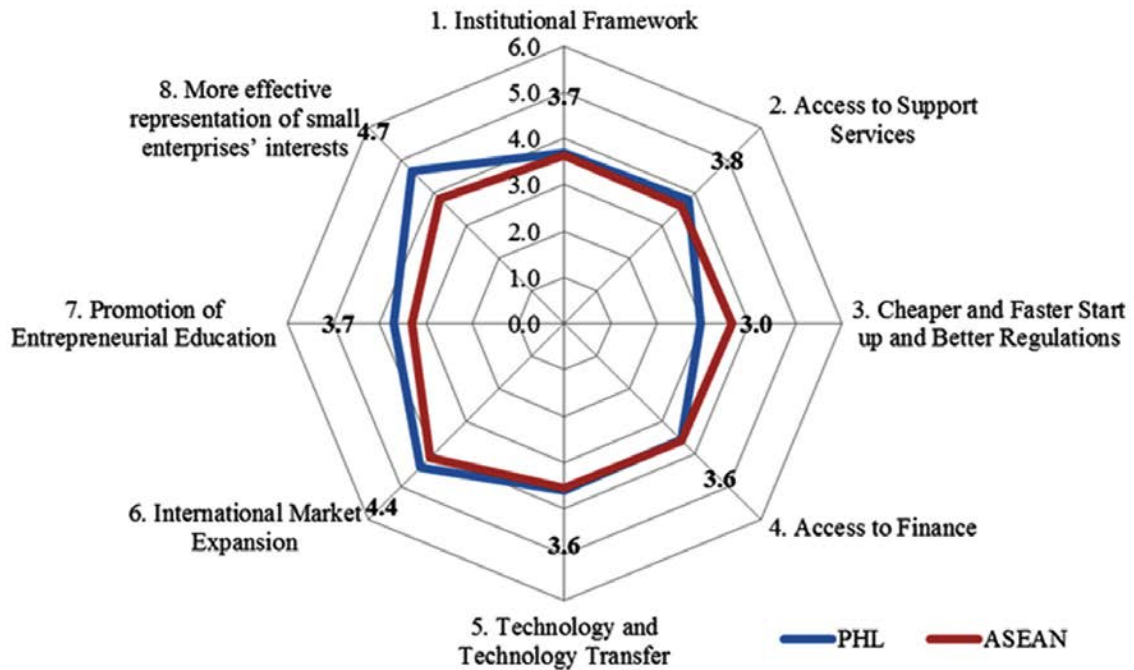 1. Institutional Framework
6.0
5.0
4.0
3.0
2.0
1.0
0.0
3.7
2. Access to Support
Services
3.8
3. Cheaper and Faster Start
up and Better Regulations
3.0
4. Access to Finance
3.6
5. Technology and
Technology Transfer
3.6
6. International Market
Expansion
4.4
7. Promotion of
Entrepreneurial Education
3.7
8. More effective
representation of small
enterprises’ interests
4.7
PHL
ASEAN